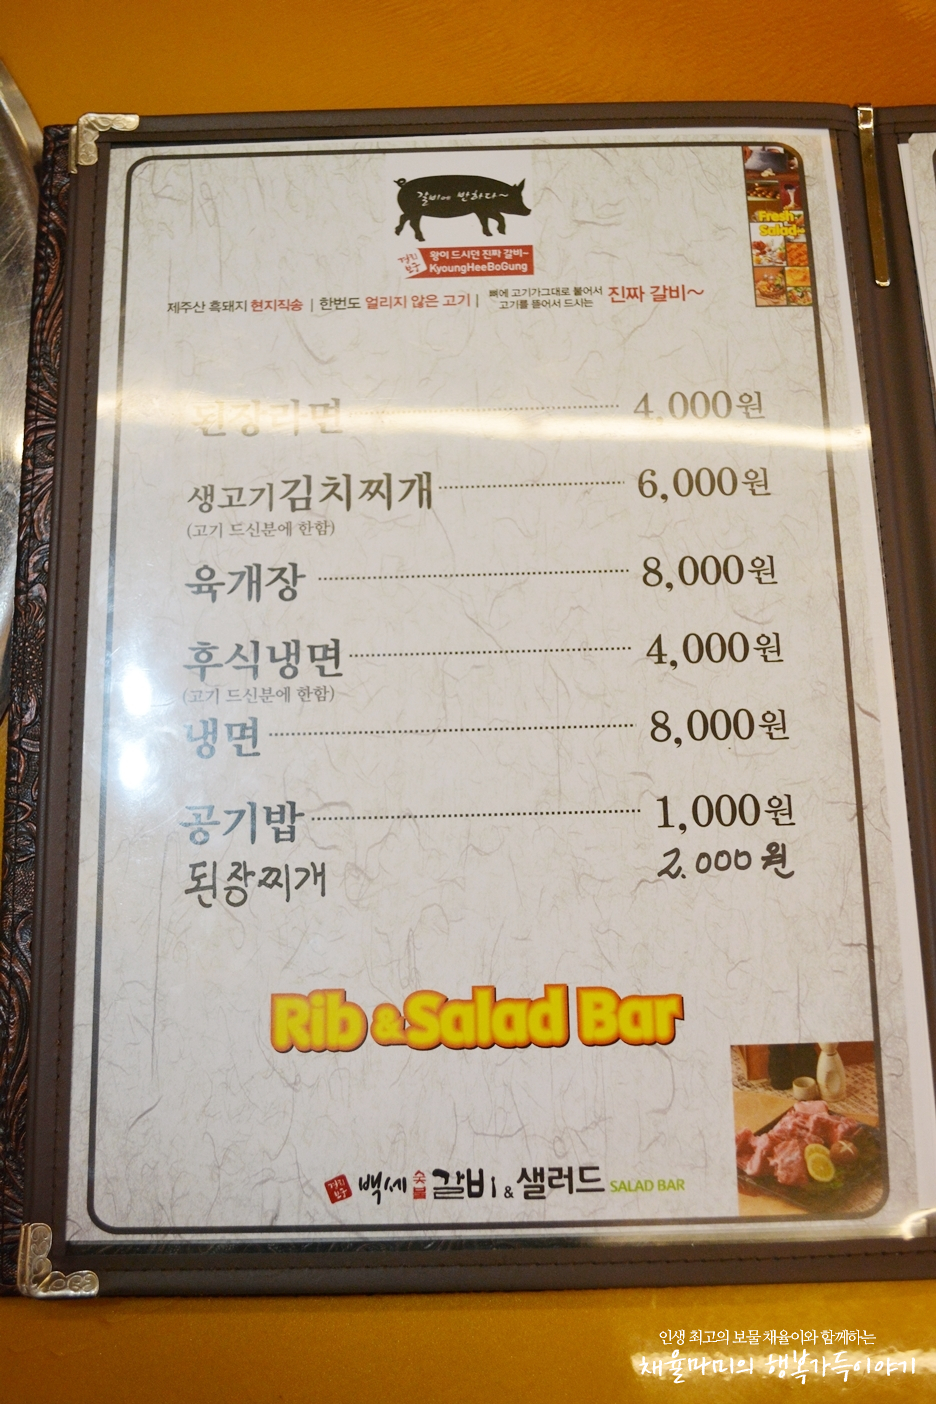 갈비에 반하다~
경희보궁
왕이 드시던 진짜 갈비~
KyoungHeeBoGung
Fresh
Salad
제주산 흑돼지 현지직송 | 한번도 얼리지 않은 고기 | 뼈에 고기가그대로 붙어서 고기를 뜯어서 드시는 진짜 갈비~
된장라면 4,000원
생고기김치찌개 6,000원
(고기 드신분에 한함)
육개장 8,000원
후식냉면 4,000원
(고기 드신분에 한함)
냉면 8,000원
공기밥 1,000원
된장찌개 2.000원
Rib & Salad Bar
경희보궁 백세숯불갈비 & 샐러드 SALAD BAR
인생 최고의 보물 채율이와 함께하는
채율마미의 행복가득이야기